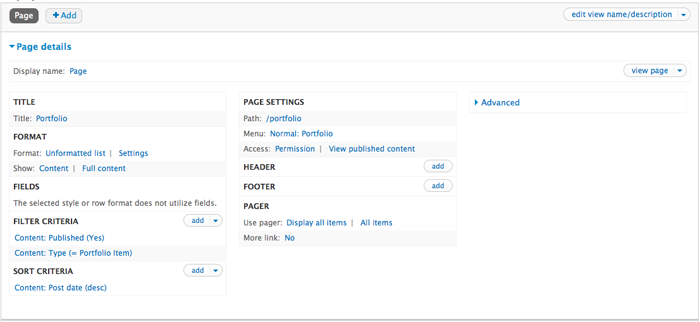 Page
+Add
edit view name/description
Page details
Display name: Page
view page
TITLE
Title: Portfolio
FORMAT
Format: Unformatted list | Settings
Show: Content | Full content
FIELDS
The selected style or row format does not utilize fields.
FILTER CRITERIA
add
Content: Published (Yes)
Content: Type (= Portfolio Item)
SORT CRITERIA
add
Content: Post date (desc)
PAGE SETTINGS
Path: /portfolio
Menu: Normal: Portfolio
Access: Permission | View published content
HEADER
add
FOOTER
add
PAGER
Use pager: Display all items | All items
More link: No
Advanced